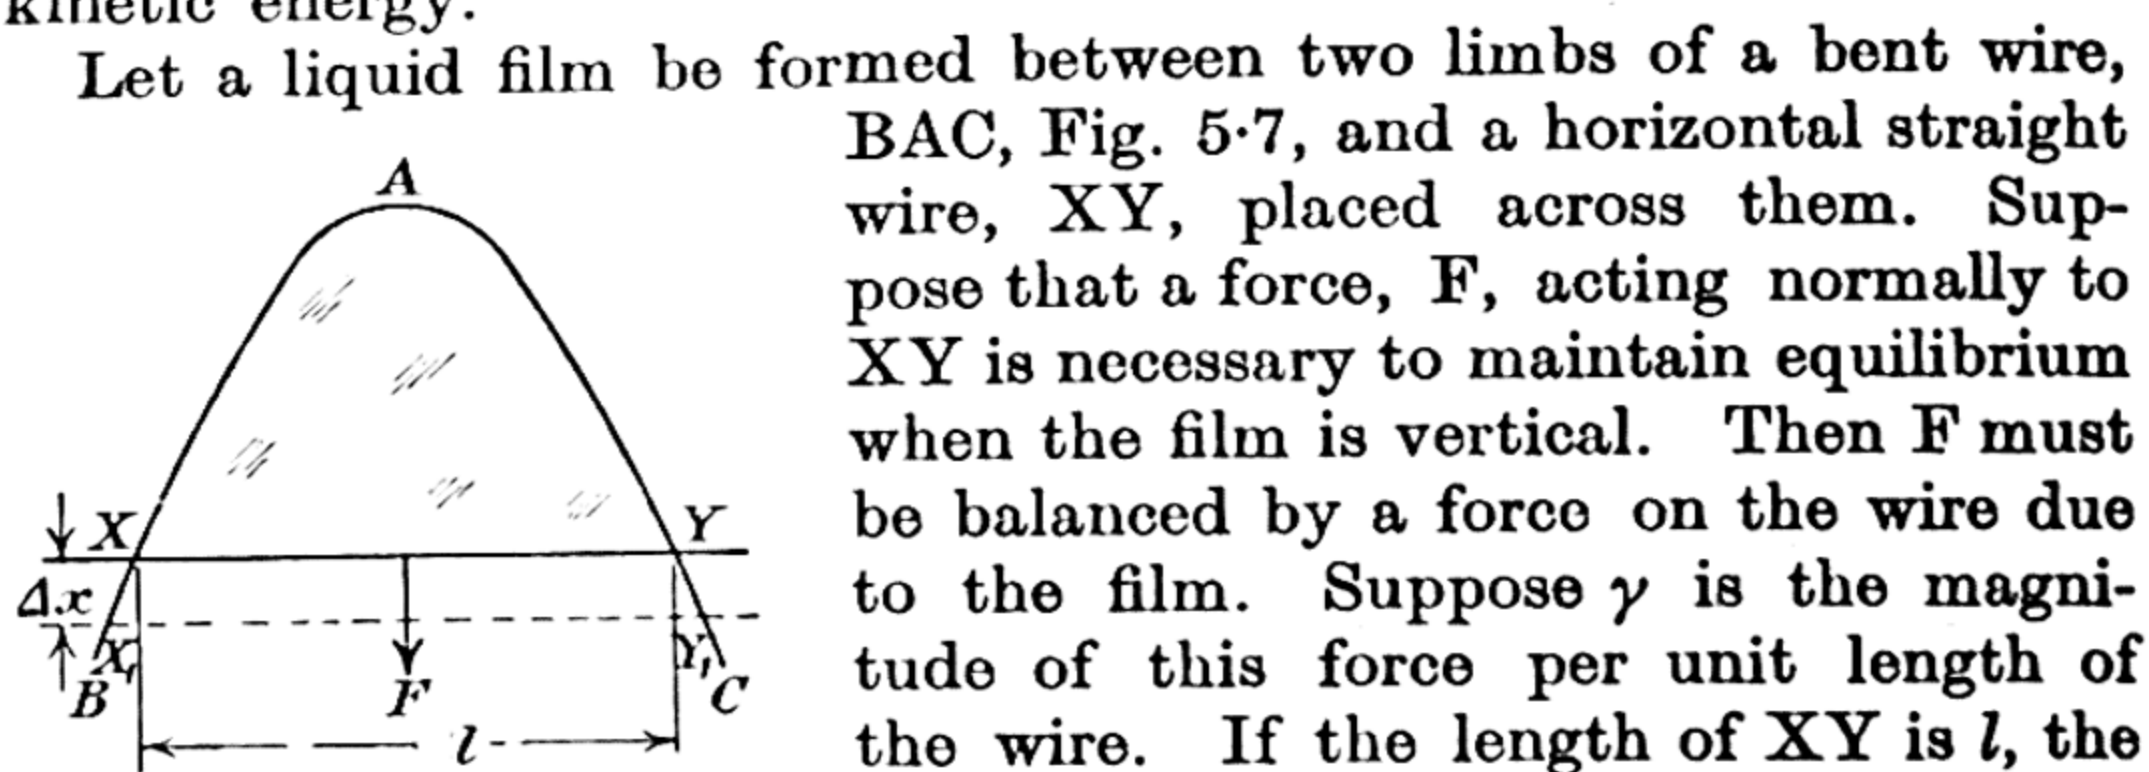 kinetic energy.
Let a liquid film be formed between two limbs of a bent wire,
BAC, Fig. 5·7, and a horizontal straight
wire, XY, placed across them. Sup-
pose that a force, F, acting normally to
XY is necessary to maintain equilibrium
when the film is vertical. Then F must
be balanced by a force on the wire due
to the film. Suppose γ is the magni-
tude of this force per unit length of
the wire. If the length of XY is l, the
A
X
Y
Δx
X₁
Y₁
B
F
C
l